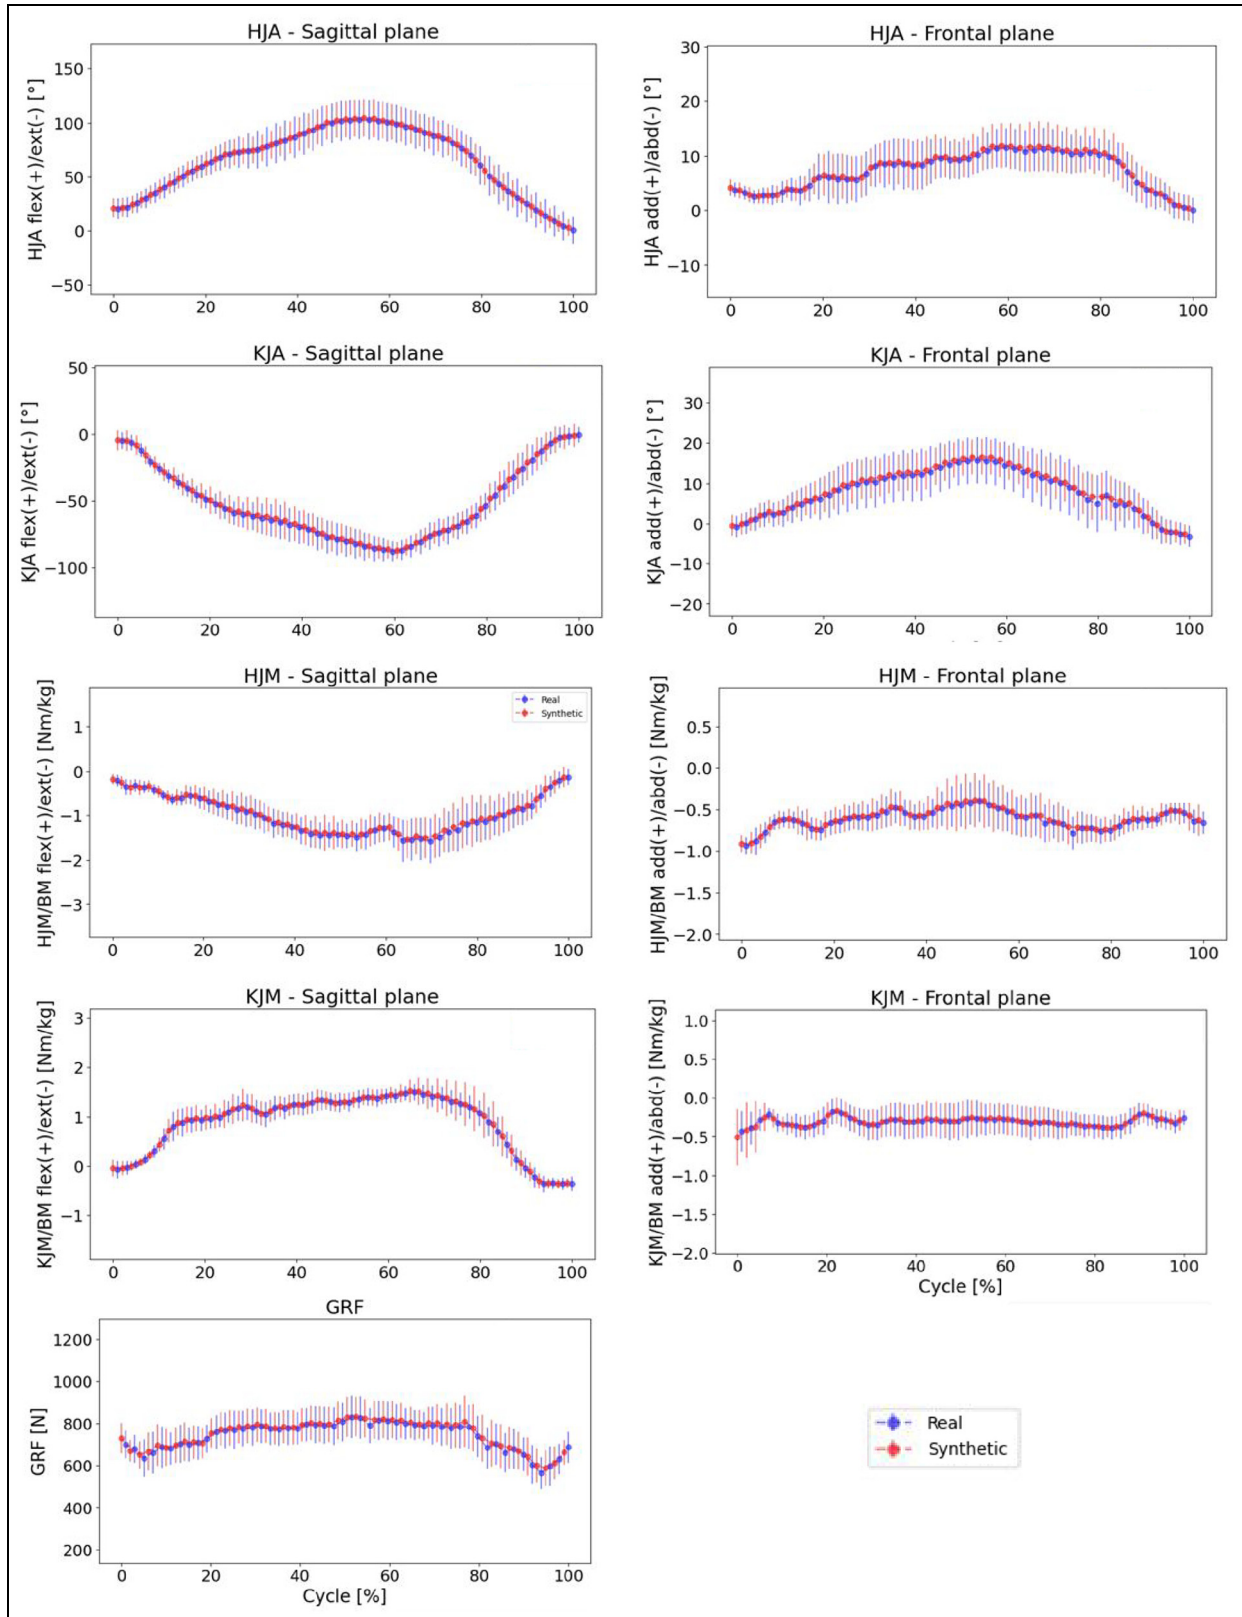 HJA - Sagittal plane
HJA flex(+)/ext(-) [°]
150
100
50
0
−50
0 20 40 60 80 100
HJA - Frontal plane
HJA add(+)/abd(-) [°]
30
20
10
0
−10
0 20 40 60 80 100
KJA - Sagittal plane
KJA flex(+)/ext(-) [°]
50
0
−50
−100
0 20 40 60 80 100
KJA - Frontal plane
KJA add(+)/abd(-) [°]
30
20
10
0
−10
−20
0 20 40 60 80 100
HJM - Sagittal plane
HJM/BM flex(+)/ext(-) [Nm/kg]
1
0
−1
−2
−3
Real
Synthetic
0 20 40 60 80 100
HJM - Frontal plane
HJM/BM add(+)/abd(-) [Nm/kg]
0.5
0.0
−0.5
−1.0
−1.5
−2.0
0 20 40 60 80 100
KJM - Sagittal plane
KJM/BM flex(+)/ext(-) [Nm/kg]
3
2
1
0
−1
0 20 40 60 80 100
KJM - Frontal plane
KJM/BM add(+)/abd(-) [Nm/kg]
1.0
0.5
0.0
−0.5
−1.0
−1.5
−2.0
0 20 40 60 80 100
Cycle [%]
GRF
GRF [N]
1200
1000
800
600
400
200
0 20 40 60 80 100
Cycle [%]
Real
Synthetic